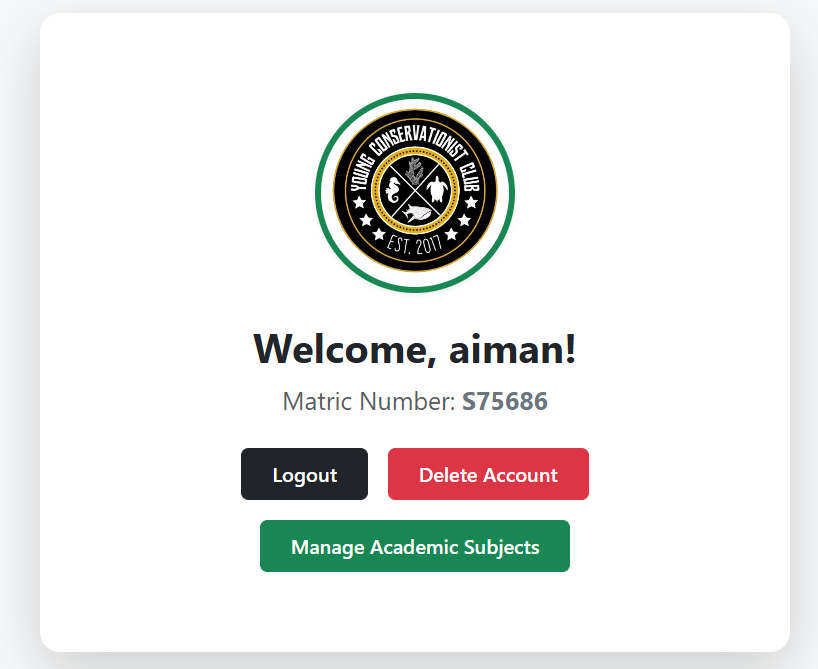 YOUNG CONSERVATIONIST CLUB
EST. 2017
Welcome, aiman!
Matric Number: S75686
Logout
Delete Account
Manage Academic Subjects